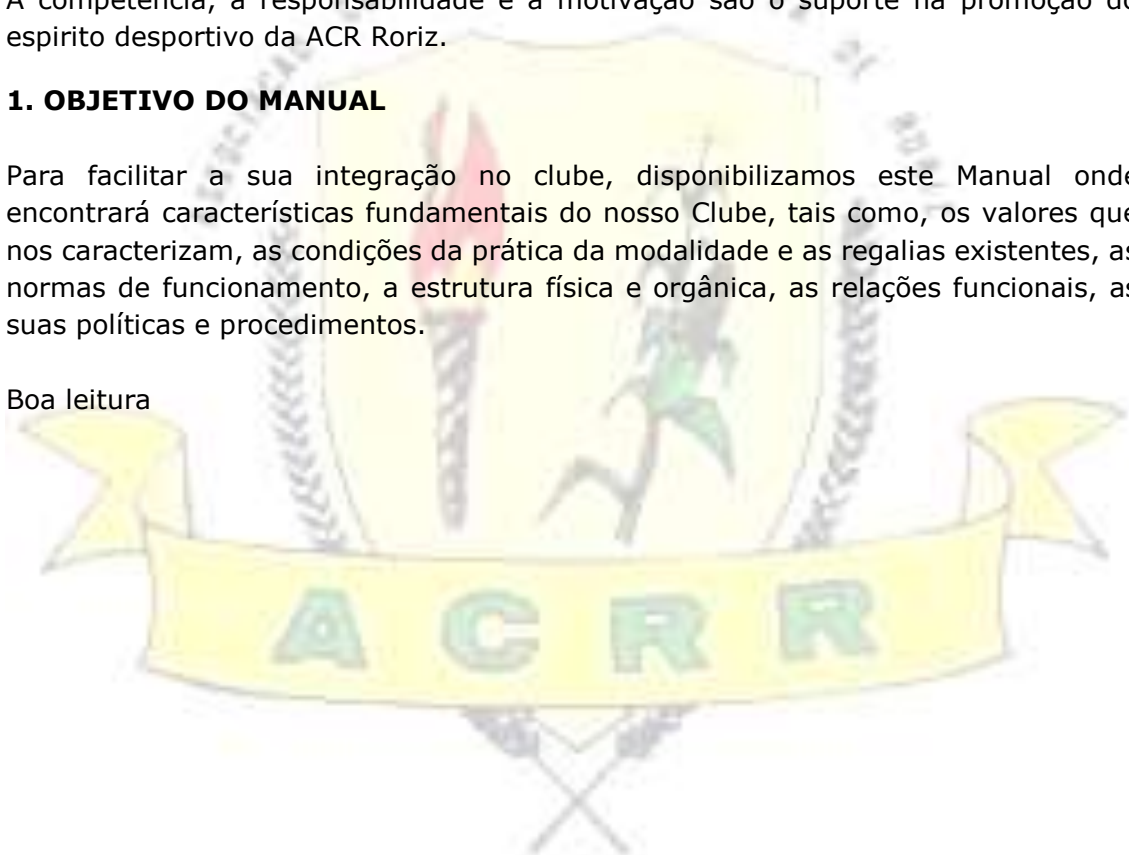 A competência, a responsabilidade e a motivação são o suporte na promoção do
espirito desportivo da ACR Roriz.
1. OBJETIVO DO MANUAL
Para facilitar a sua integração no clube, disponibilizamos este Manual onde
encontrará características fundamentais do nosso Clube, tais como, os valores que
nos caracterizam, as condições da prática da modalidade e as regalias existentes, as
normas de funcionamento, a estrutura física e orgânica, as relações funcionais, as
suas políticas e procedimentos.
Boa leitura
A C R R